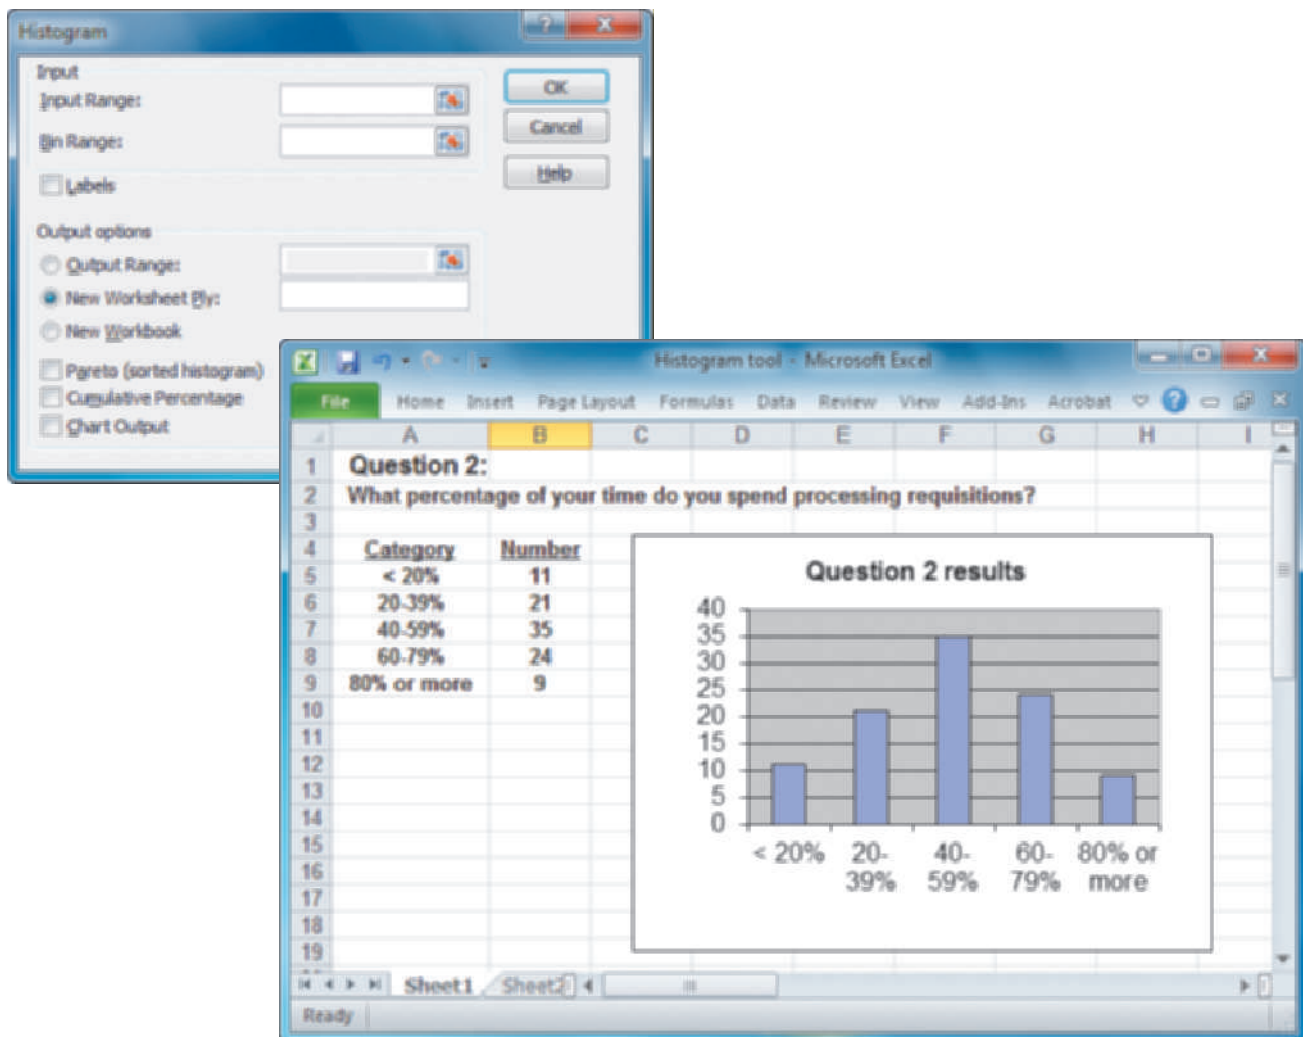 Histogram
Input
Input Range:
Bin Range:
Labels
OK
Cancel
Help
Output options
Output Range:
New Worksheet Ply:
New Workbook
Pareto (sorted histogram)
Cumulative Percentage
Chart Output
Histogram tool - Microsoft Excel
File Home Insert Page Layout Formulas Data Review View Add-Ins Acrobat
A B C D E F G H I
1 Question 2:
2 What percentage of your time do you spend processing requisitions?
3
4 Category Number
5 < 20% 11
6 20-39% 21
7 40-59% 35
8 60-79% 24
9 80% or more 9
10
11
12
13
14
15
16
17
18
19
Question 2 results
40
35
30
25
20
15
10
5
0
< 20% 20- 40- 60- 80% or
39% 59% 79% more
Sheet1 Sheet2
Ready